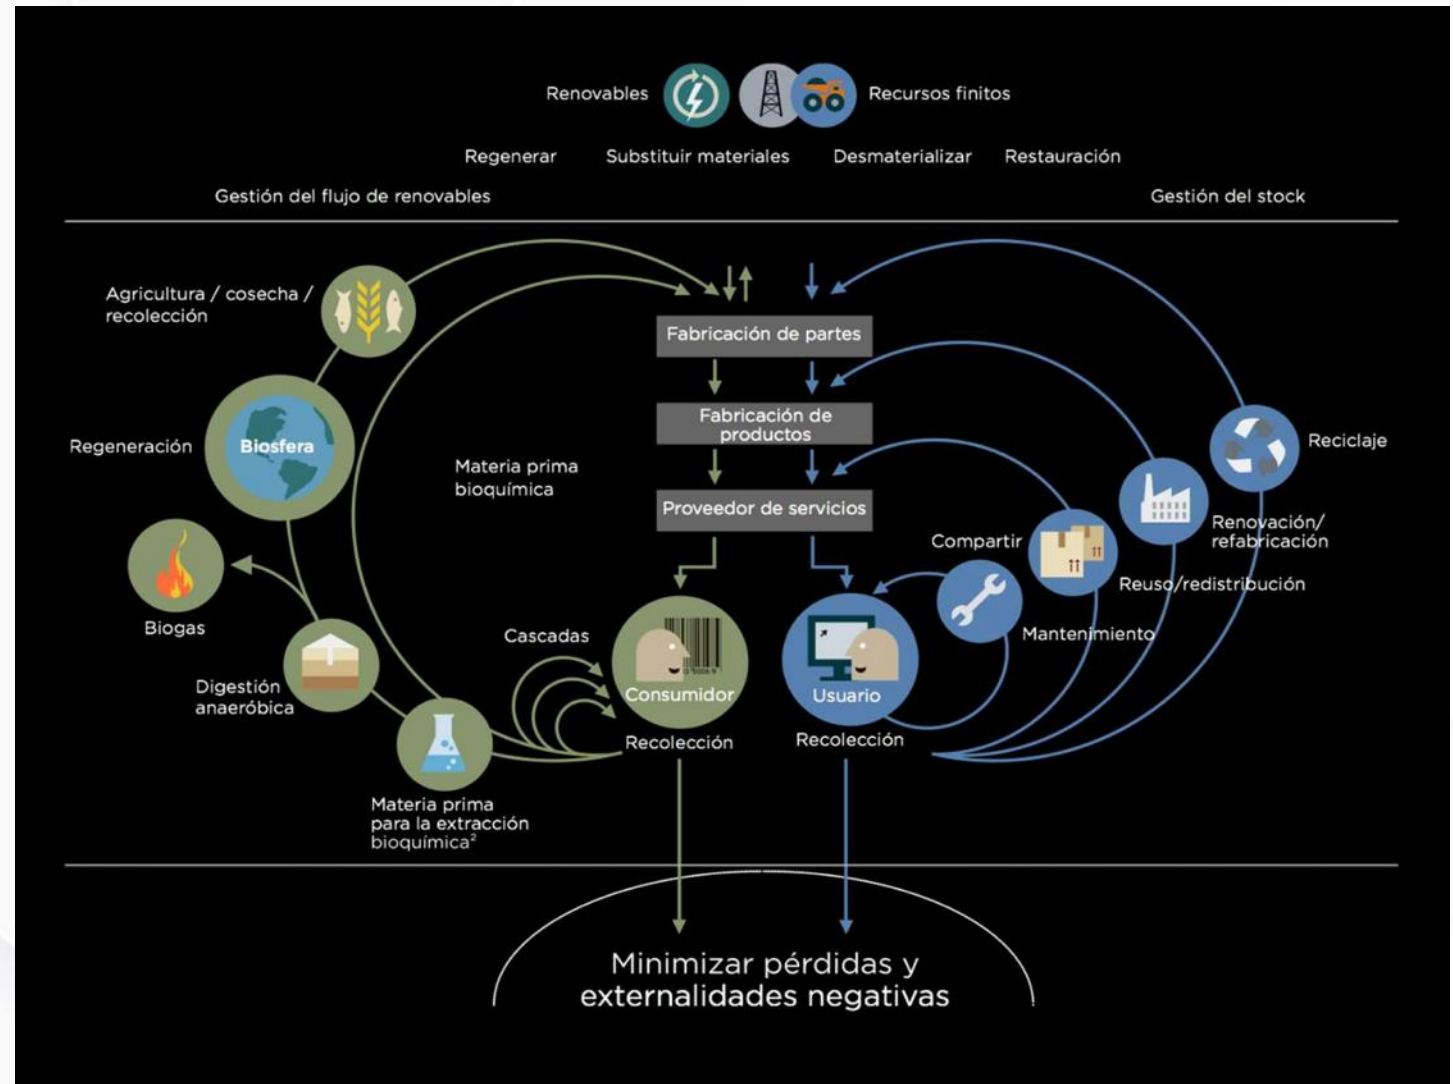 Renovables
Recursos finitos
Regenerar
Substituir materiales
Desmaterializar
Restauración
Gestión del flujo de renovables
Gestión del stock
Agricultura / cosecha /
recolección
Fabricación de partes
Fabricación de
productos
Regeneración
Biosfera
Reciclaje
Materia prima
bioquímica
Proveedor de servicios
Renovación/
refabricación
Compartir
Reuso/redistribución
Biogas
Cascadas
Mantenimiento
Digestión
anaeróbica
Consumidor
Usuario
Recolección
Recolección
Materia prima
para la extracción
bioquímica²
Minimizar pérdidas y
externalidades negativas